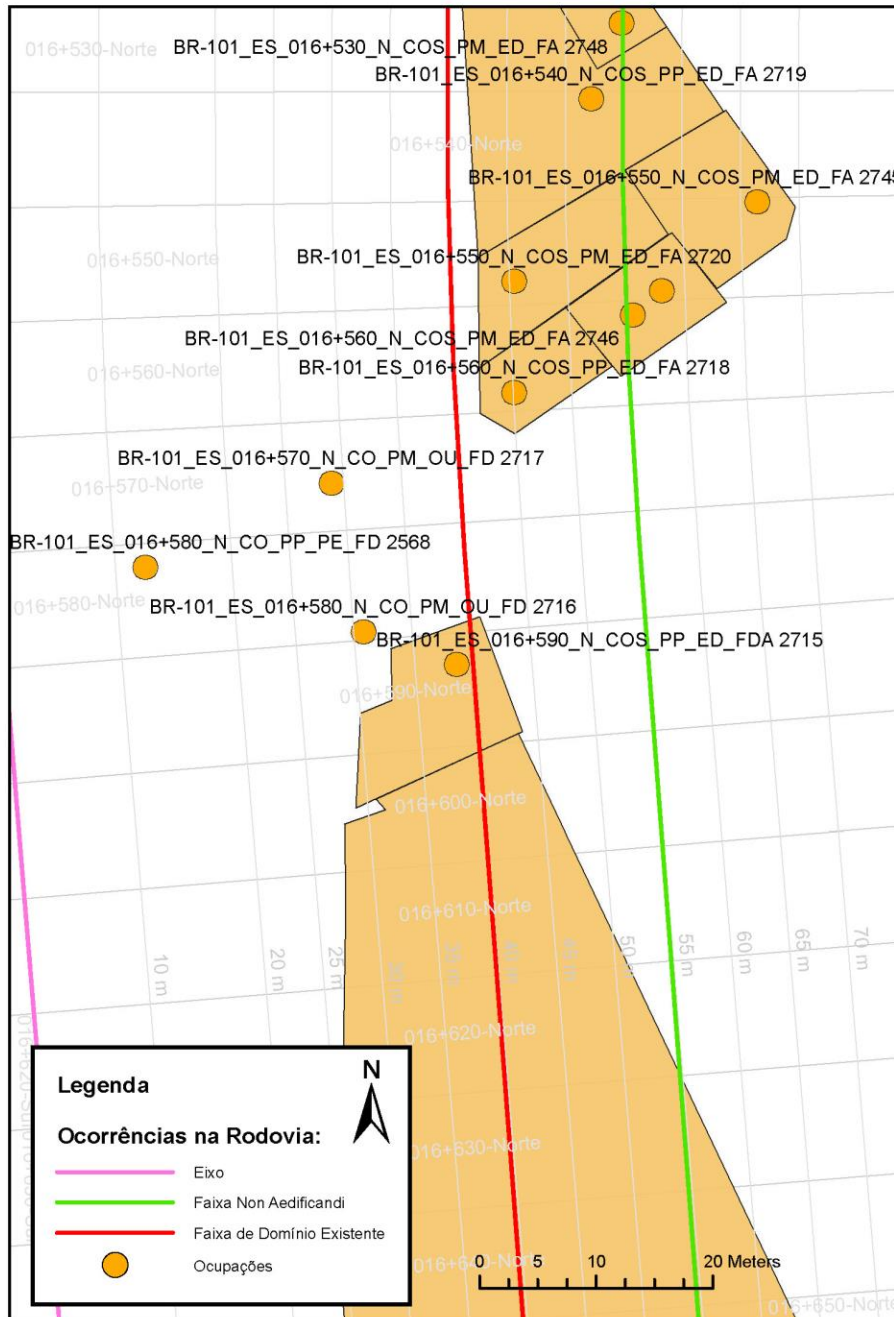 016+530-Norte
BR-101_ES_016+530_N_COS_PM_ED_FA 2748
BR-101_ES_016+540_N_COS_PP_ED_FA 2719
016+540-Norte
BR-101_ES_016+550_N_COS_PM_ED_FA 2745
016+550-Norte
BR-101_ES_016+550_N_COS_PM_ED_FA 2720
BR-101_ES_016+560_N_COS_PM_ED_FA 2746
016+560-Norte
BR-101_ES_016+560_N_COS_PP_ED_FA 2718
BR-101_ES_016+570_N_CO_PM_OU_FD 2717
016+570-Norte
BR-101_ES_016+580_N_CO_PP_PE_FD 2568
016+580-Norte
BR-101_ES_016+580_N_CO_PM_OU_FD 2716
BR-101_ES_016+590_N_COS_PP_ED_FDA 2715
016+590-Norte
016+600-Norte
016+610-Norte
10 m
20 m
25 m
30 m
35 m
40 m
45 m
50 m
55 m
60 m
65 m
70 m
016+620-Norte
016+630-Norte
016+640-Norte
016+650-Norte
Legenda
N
Ocorrências na Rodovia:
Eixo
Faixa Non Aedificandi
Faixa de Domínio Existente
Ocupações
0 5 10 20 Meters